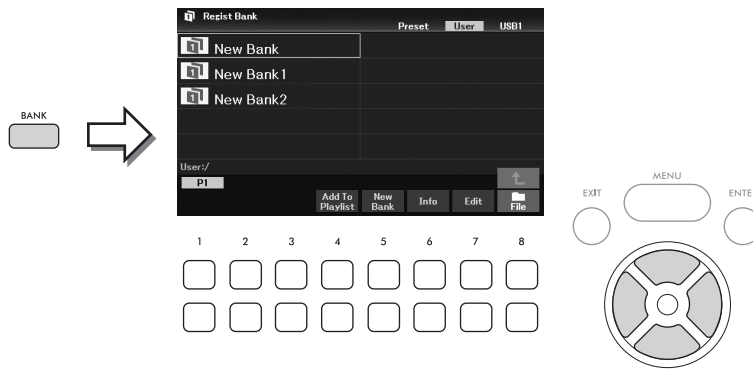 Regist Bank
Preset User USB1
New Bank
New Bank1
New Bank2
User:/
P1
Add To Playlist
New Bank
Info
Edit
File
BANK
1 2 3 4 5 6 7 8
EXIT
MENU
ENTE